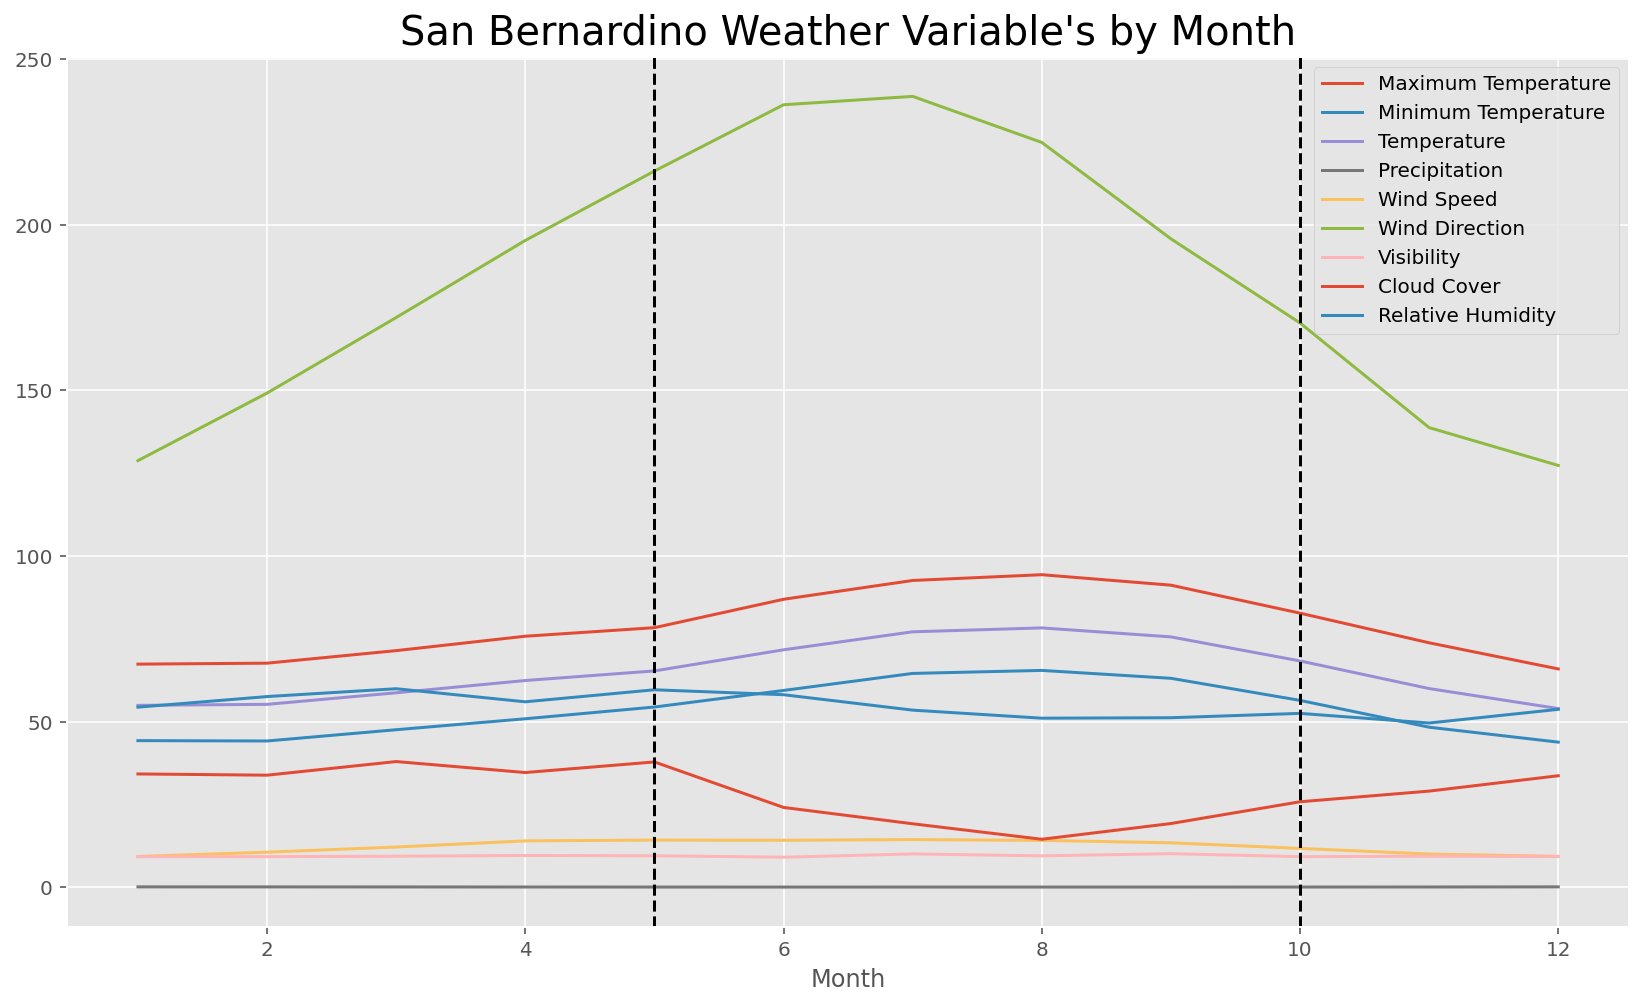 San Bernardino Weather Variable's by Month
250
200
150
100
50
0
Maximum Temperature
Minimum Temperature
Temperature
Precipitation
Wind Speed
Wind Direction
Visibility
Cloud Cover
Relative Humidity
2 4 6 8 10 12
Month